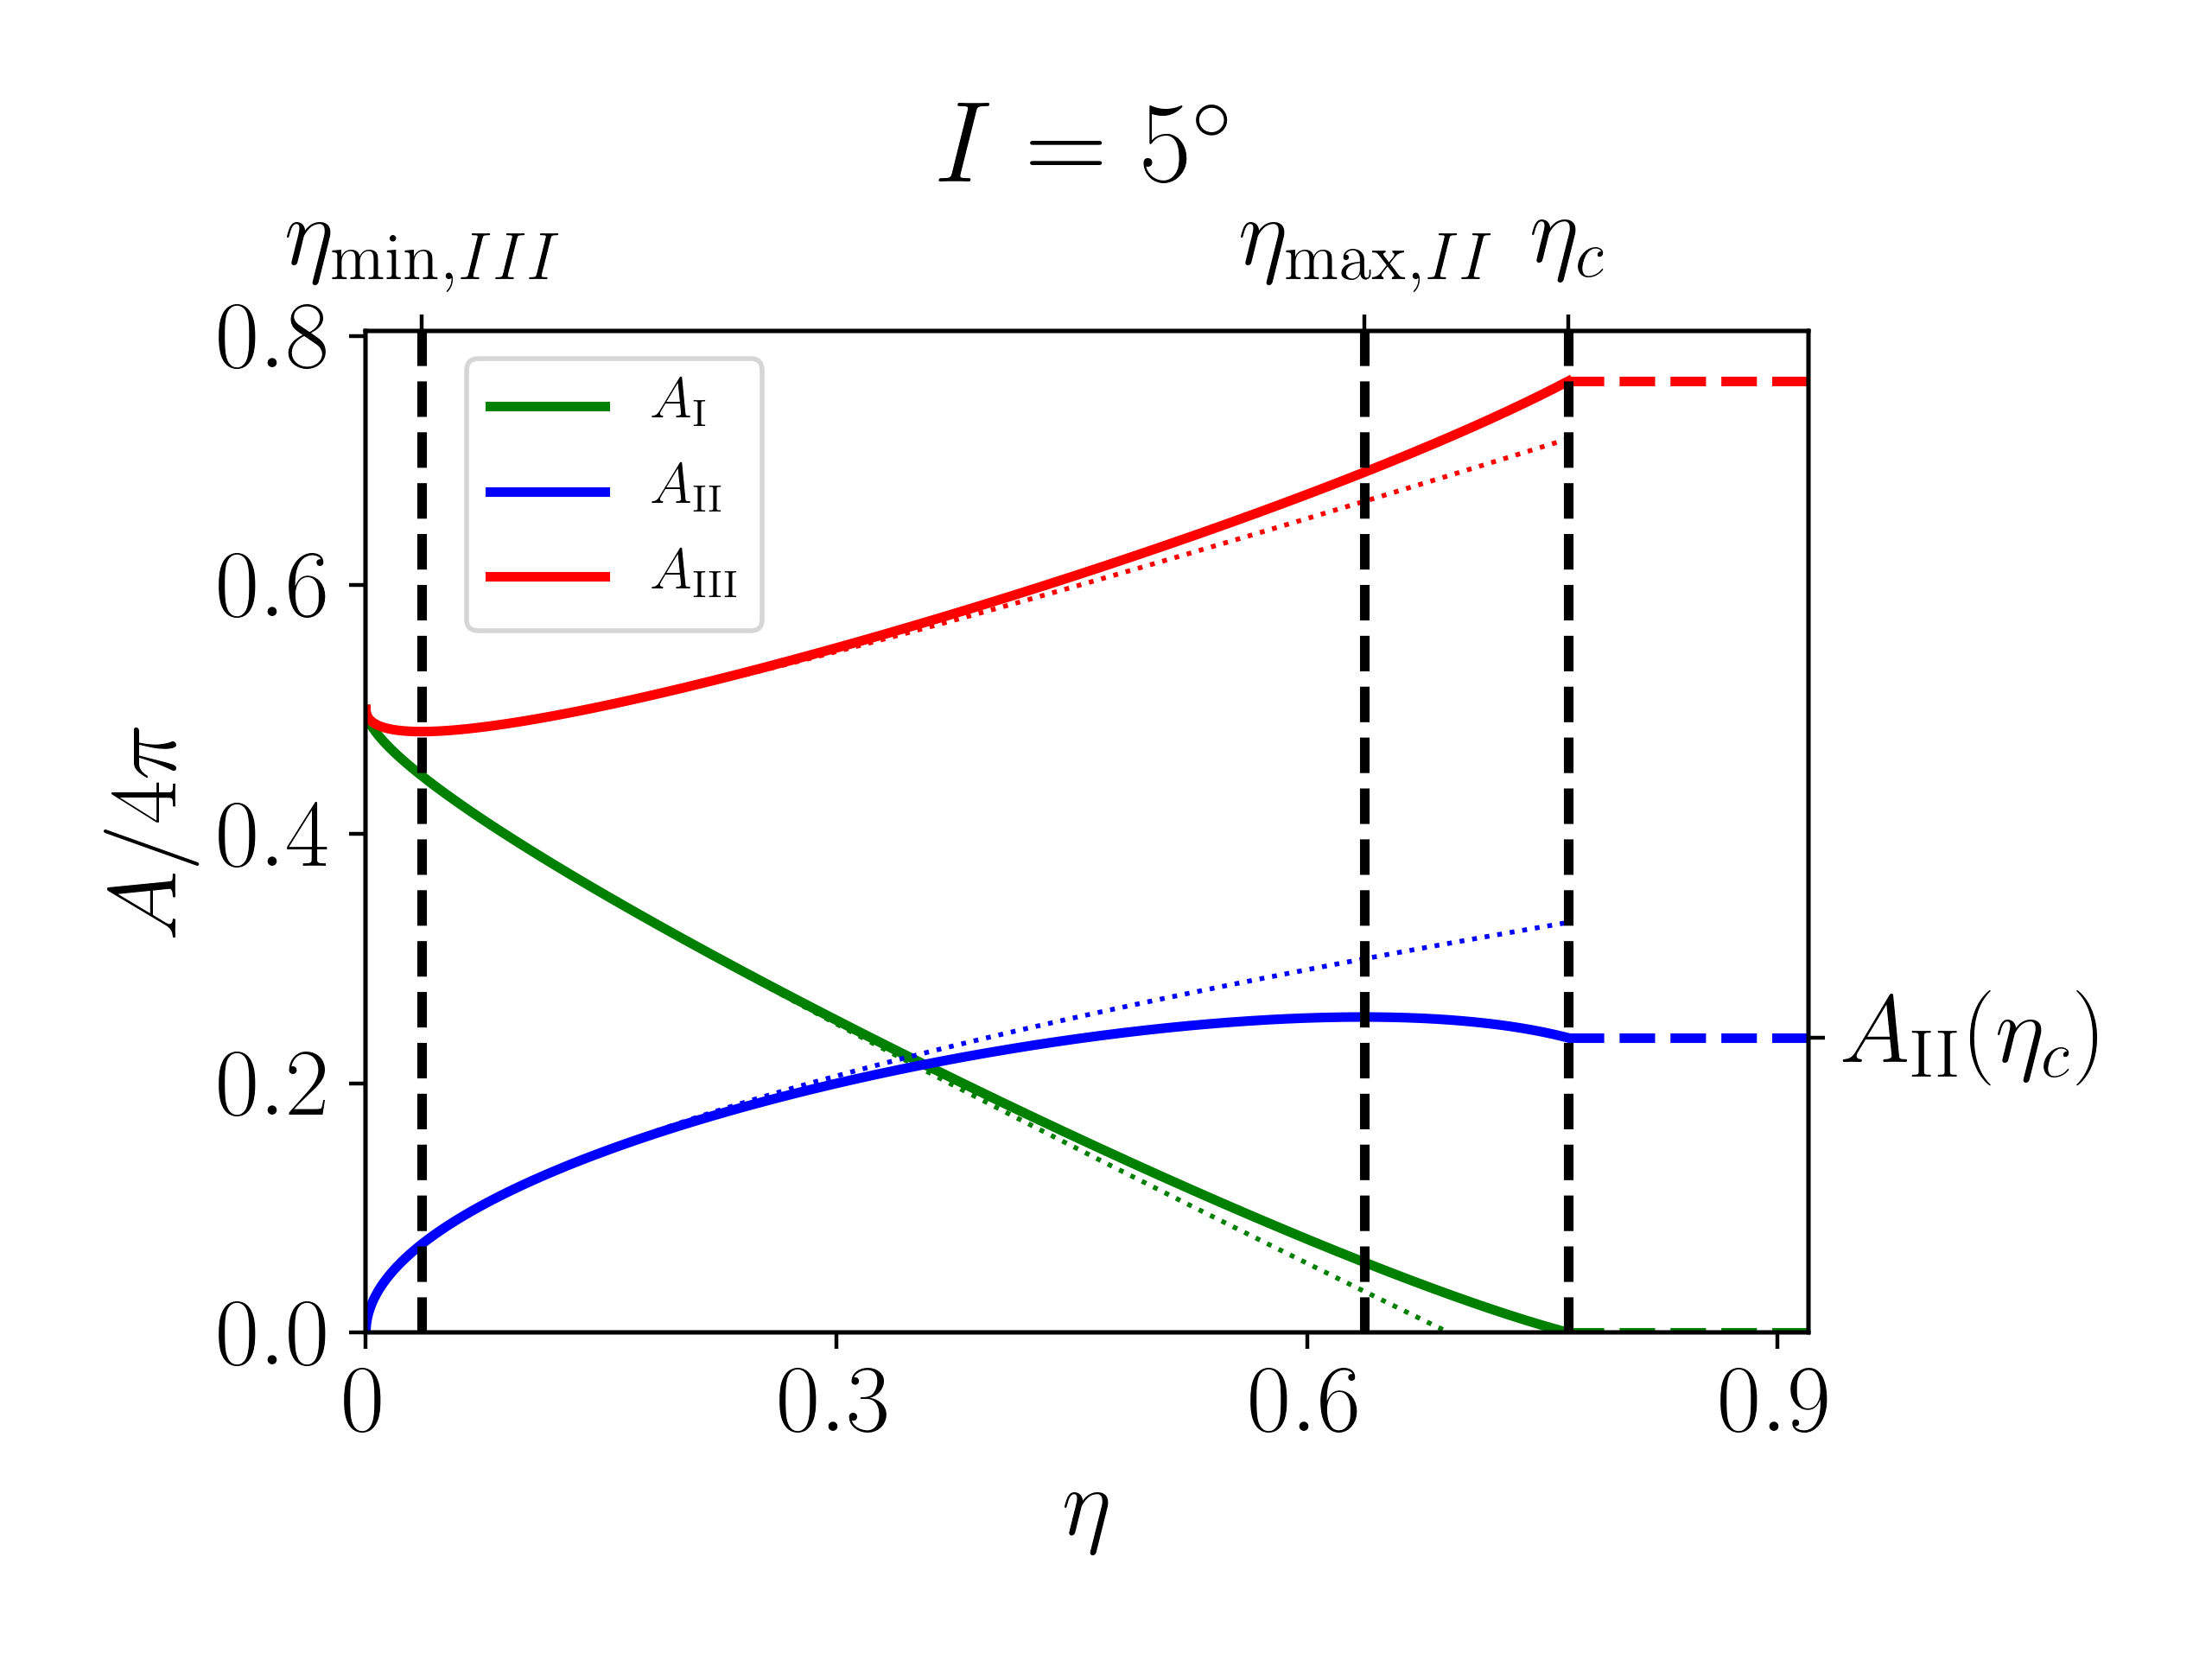 I = 5°
η_min,III η_max,II η_c
0.8
A_I
A_II
A_III
0.6
A/4π
0.4
0.2
A_II(η_c)
0.0
0 0.3 0.6 0.9
η